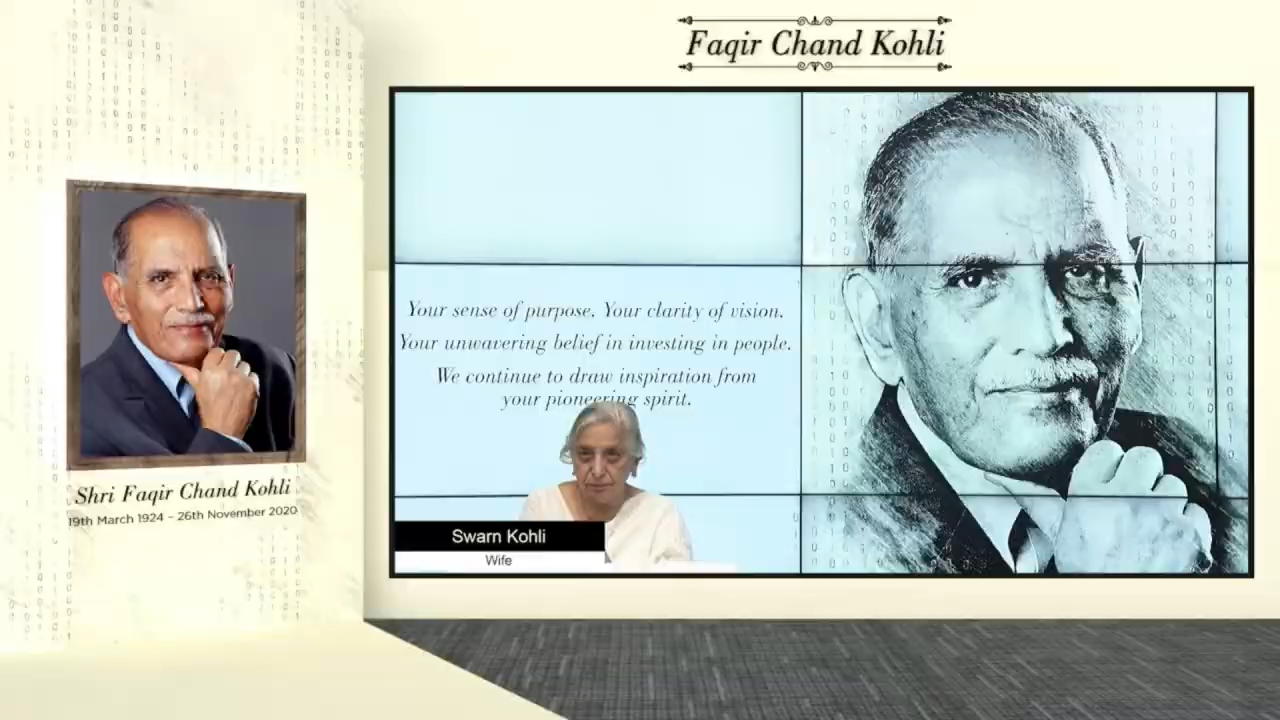 Faqir Chand Kohli
Your sense of purpose. Your clarity of vision.
Your unwavering belief in investing in people.
We continue to draw inspiration from
your pioneering spirit.
Swarn Kohli
Wife
Shri Faqir Chand Kohli
19th March 1924 – 26th November 2020